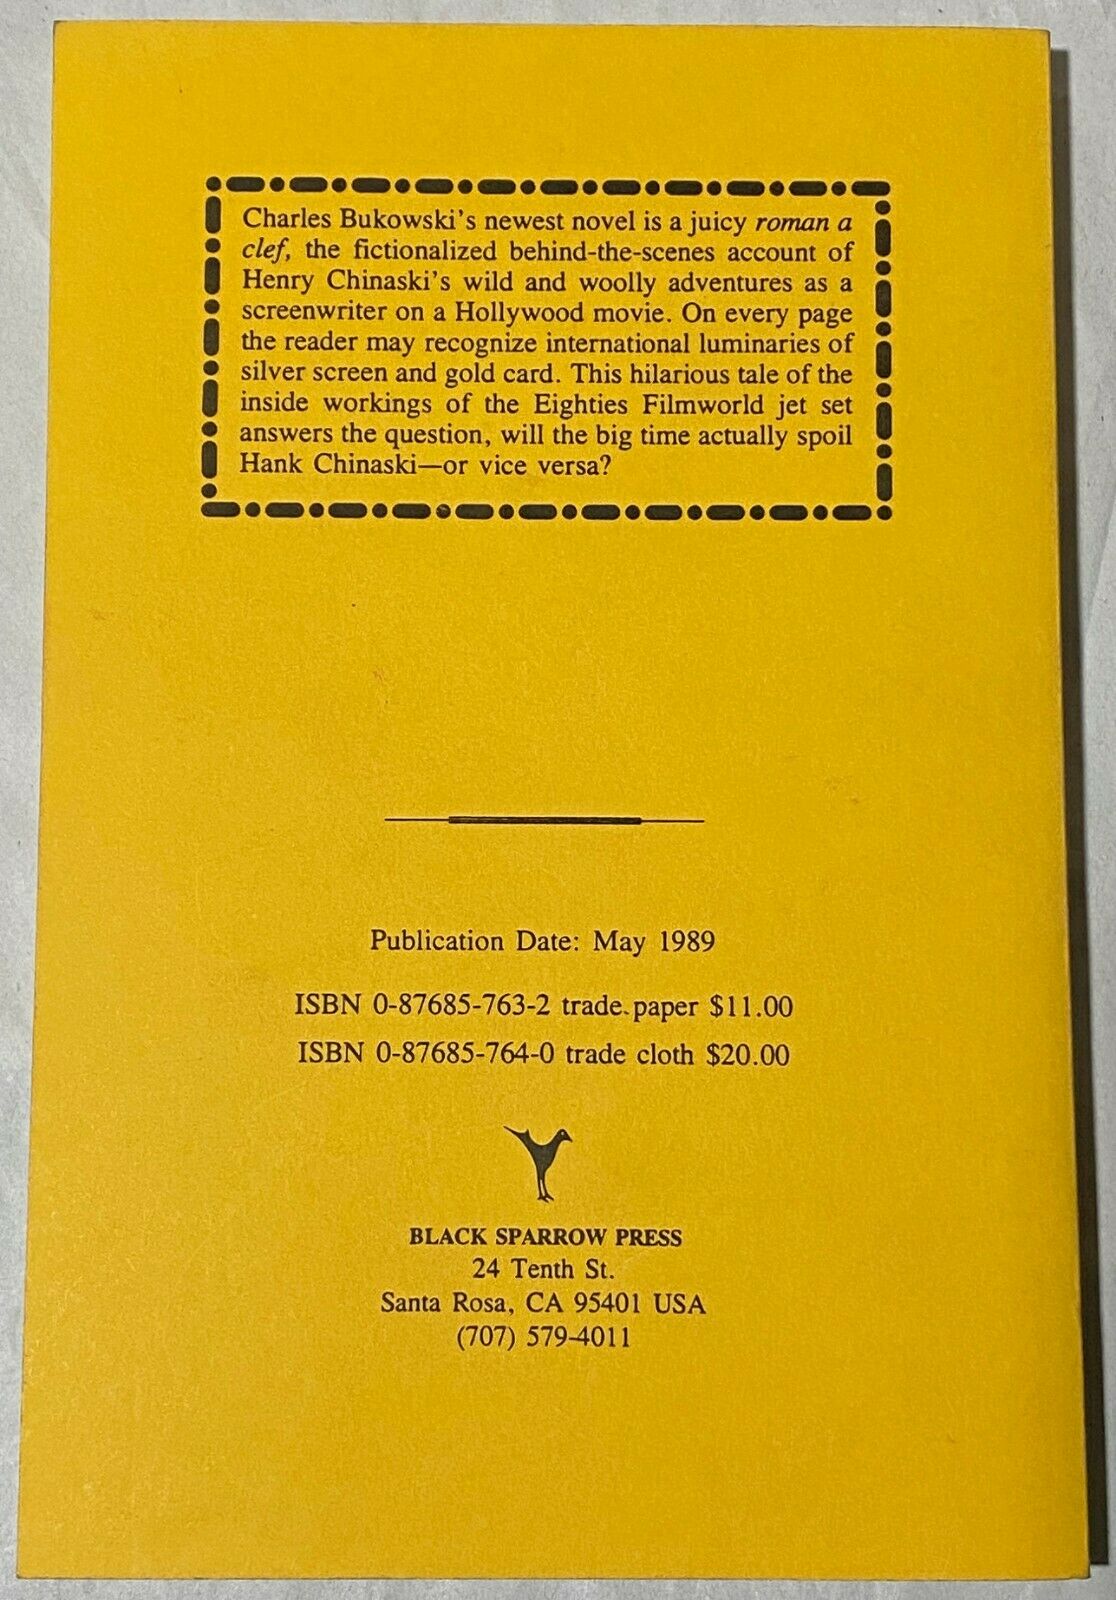 Charles Bukowski's newest novel is a juicy roman a
clef, the fictionalized behind-the-scenes account of
Henry Chinaski's wild and woolly adventures as a
screenwriter on a Hollywood movie. On every page
the reader may recognize international luminaries of
silver screen and gold card. This hilarious tale of the
inside workings of the Eighties Filmworld jet set
answers the question, will the big time actually spoil
Hank Chinaski—or vice versa?
Publication Date: May 1989
ISBN 0-87685-763-2 trade paper $11.00
ISBN 0-87685-764-0 trade cloth $20.00
BLACK SPARROW PRESS
24 Tenth St.
Santa Rosa, CA 95401 USA
(707) 579-4011